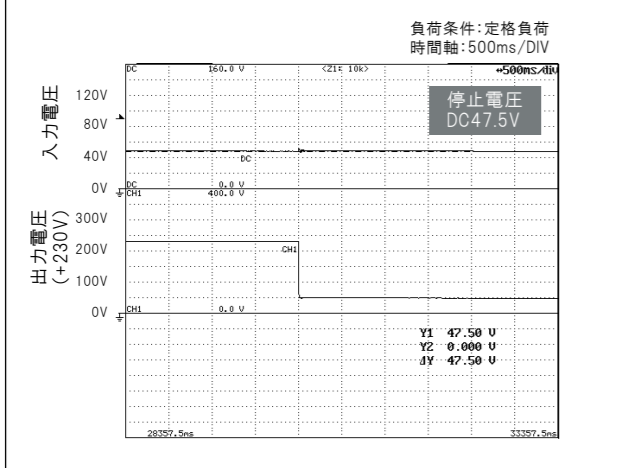 負荷条件:定格負荷
時間軸:500ms/DIV
DC 160.0 V <Z1: 10k> ↔500ms/div
入力電圧
120V
80V
40V
0V
停止電圧
DC47.5V
DC
DC 0.0 V
CH1 400.0 V
出力電圧
(+230V)
300V
200V
100V
0V
CH1
CH1 0.0 V
Y1 47.50 V
Y2 0.000 V
ΔY 47.50 V
28357.5ms 33357.5ms